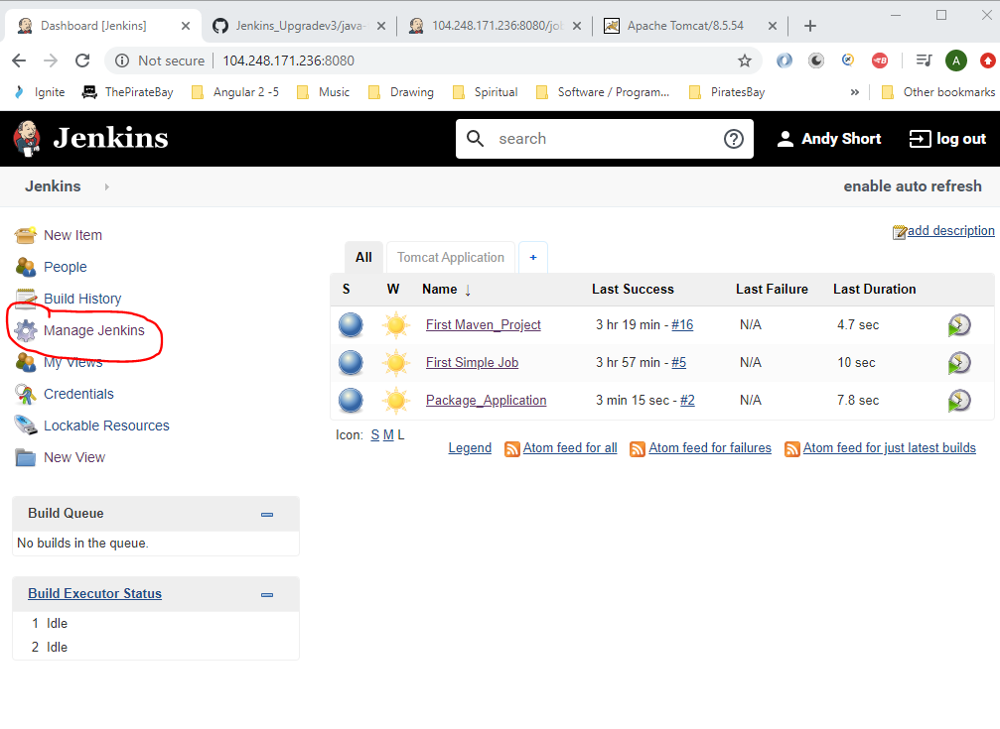 Dashboard [Jenkins]
Jenkins_Upgradev3/java-
104.248.171.236:8080/job
Apache Tomcat/8.5.54
Not secure
104.248.171.236:8080
A
Ignite
ThePirateBay
Angular 2 -5
Music
Drawing
Spiritual
Software / Program...
PiratesBay
»
Other bookmarks
Jenkins
search
Andy Short
log out
Jenkins
enable auto refresh
add description
New Item
People
Build History
Manage Jenkins
My Views
Credentials
Lockable Resources
New View
All
Tomcat Application
+
S W Name ↓ Last Success Last Failure Last Duration
First Maven_Project 3 hr 19 min - #16 N/A 4.7 sec
First Simple Job 3 hr 57 min - #5 N/A 10 sec
Package_Application 3 min 15 sec - #2 N/A 7.8 sec
Icon: S M L
Legend Atom feed for all Atom feed for failures Atom feed for just latest builds
Build Queue
No builds in the queue.
Build Executor Status
1 Idle
2 Idle